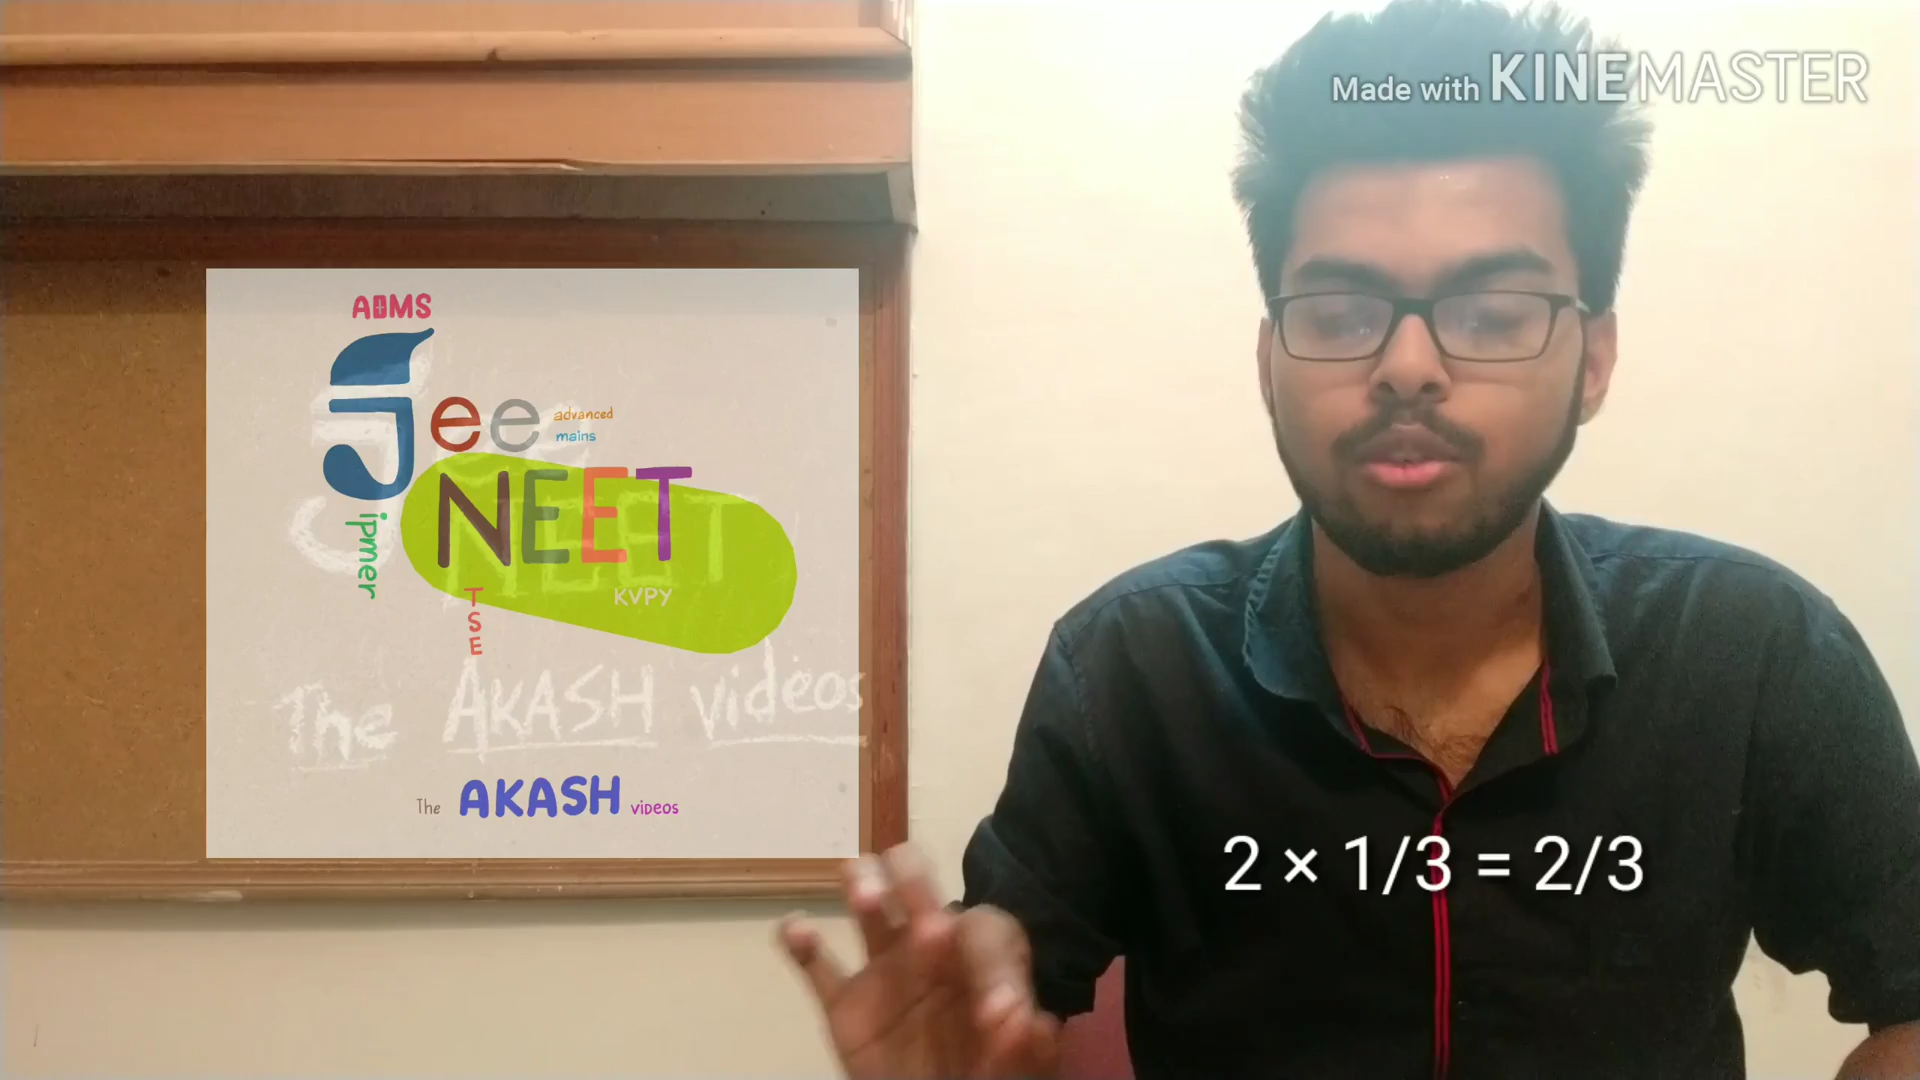 Made with KINEMASTER
AIIMS
Jee advanced
mains
NEET
ipmer
TSE
KVPY
The AKASH videos
The AKASH viDeos
2 × 1/3 = 2/3